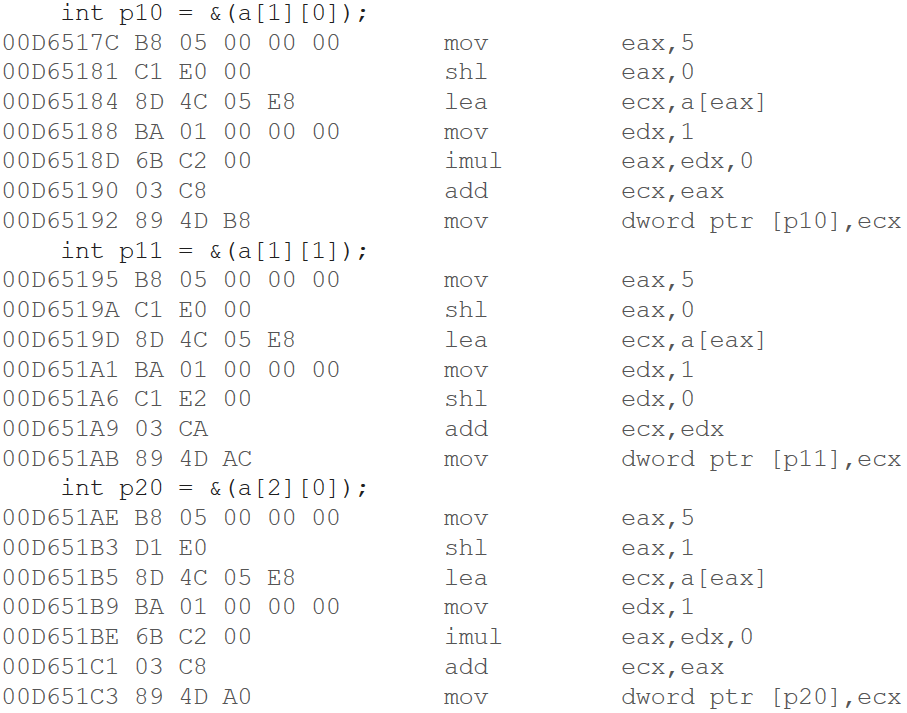 int p10 = &(a[1][0]);
00D6517C B8 05 00 00 00 mov eax,5
00D65181 C1 E0 00 shl eax,0
00D65184 8D 4C 05 E8 lea ecx,a[eax]
00D65188 BA 01 00 00 00 mov edx,1
00D6518D 6B C2 00 imul eax,edx,0
00D65190 03 C8 add ecx,eax
00D65192 89 4D B8 mov dword ptr [p10],ecx
int p11 = &(a[1][1]);
00D65195 B8 05 00 00 00 mov eax,5
00D6519A C1 E0 00 shl eax,0
00D6519D 8D 4C 05 E8 lea ecx,a[eax]
00D651A1 BA 01 00 00 00 mov edx,1
00D651A6 C1 E2 00 shl edx,0
00D651A9 03 CA add ecx,edx
00D651AB 89 4D AC mov dword ptr [p11],ecx
int p20 = &(a[2][0]);
00D651AE B8 05 00 00 00 mov eax,5
00D651B3 D1 E0 shl eax,1
00D651B5 8D 4C 05 E8 lea ecx,a[eax]
00D651B9 BA 01 00 00 00 mov edx,1
00D651BE 6B C2 00 imul eax,edx,0
00D651C1 03 C8 add ecx,eax
00D651C3 89 4D A0 mov dword ptr [p20],ecx